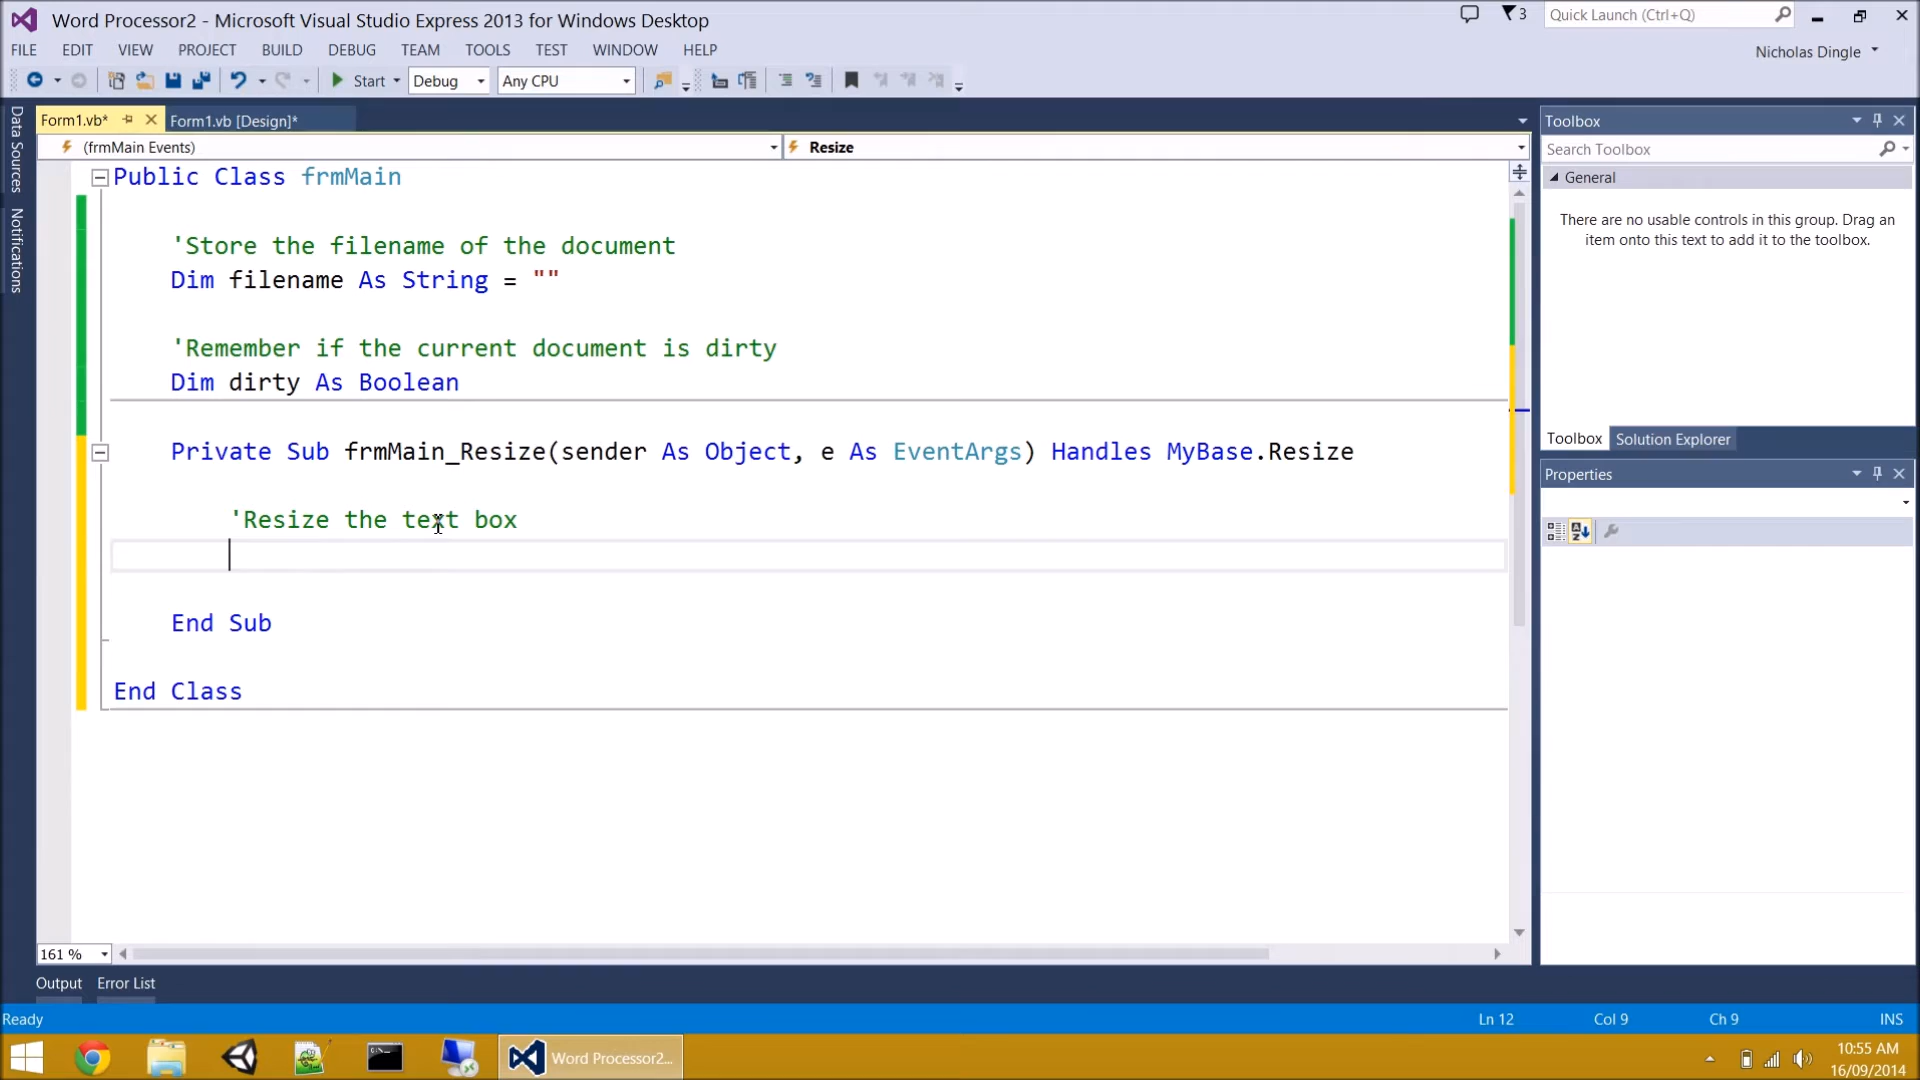 Word Processor2 - Microsoft Visual Studio Express 2013 for Windows Desktop
3
Quick Launch (Ctrl+Q)
FILE EDIT VIEW PROJECT BUILD DEBUG TEAM TOOLS TEST WINDOW HELP
Nicholas Dingle
Start Debug Any CPU
Data Sources
Notifications
Form1.vb* Form1.vb [Design]*
(frmMain Events) Resize
Public Class frmMain
'Store the filename of the document
Dim filename As String = ""
'Remember if the current document is dirty
Dim dirty As Boolean
Private Sub frmMain_Resize(sender As Object, e As EventArgs) Handles MyBase.Resize
'Resize the text box
End Sub
End Class
161 %
Toolbox
Search Toolbox
General
There are no usable controls in this group. Drag an
item onto this text to add it to the toolbox.
Toolbox Solution Explorer
Properties
Output Error List
Ready Ln 12 Col 9 Ch 9 INS
Word Processor2...
10:55 AM
16/09/2014